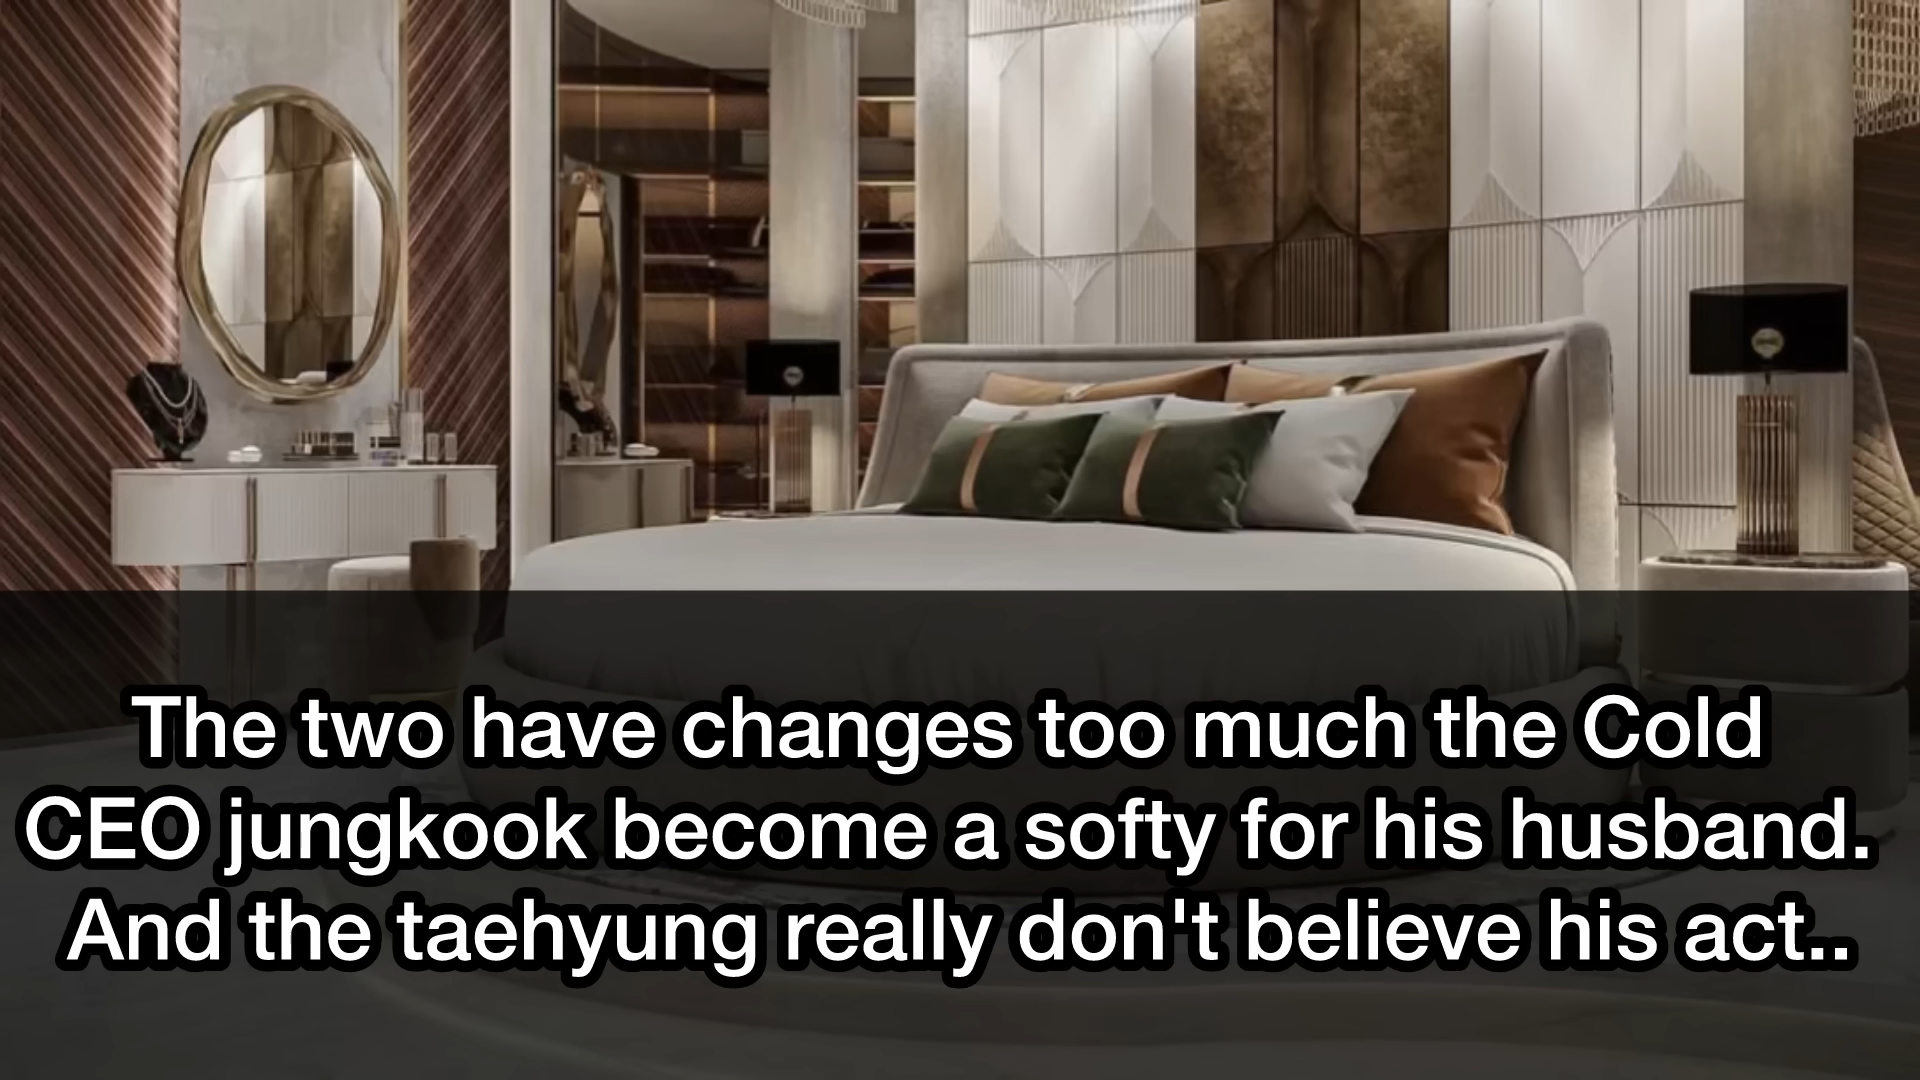 The two have changes too much the Cold
CEO jungkook become a softy for his husband.
And the taehyung really don't believe his act..